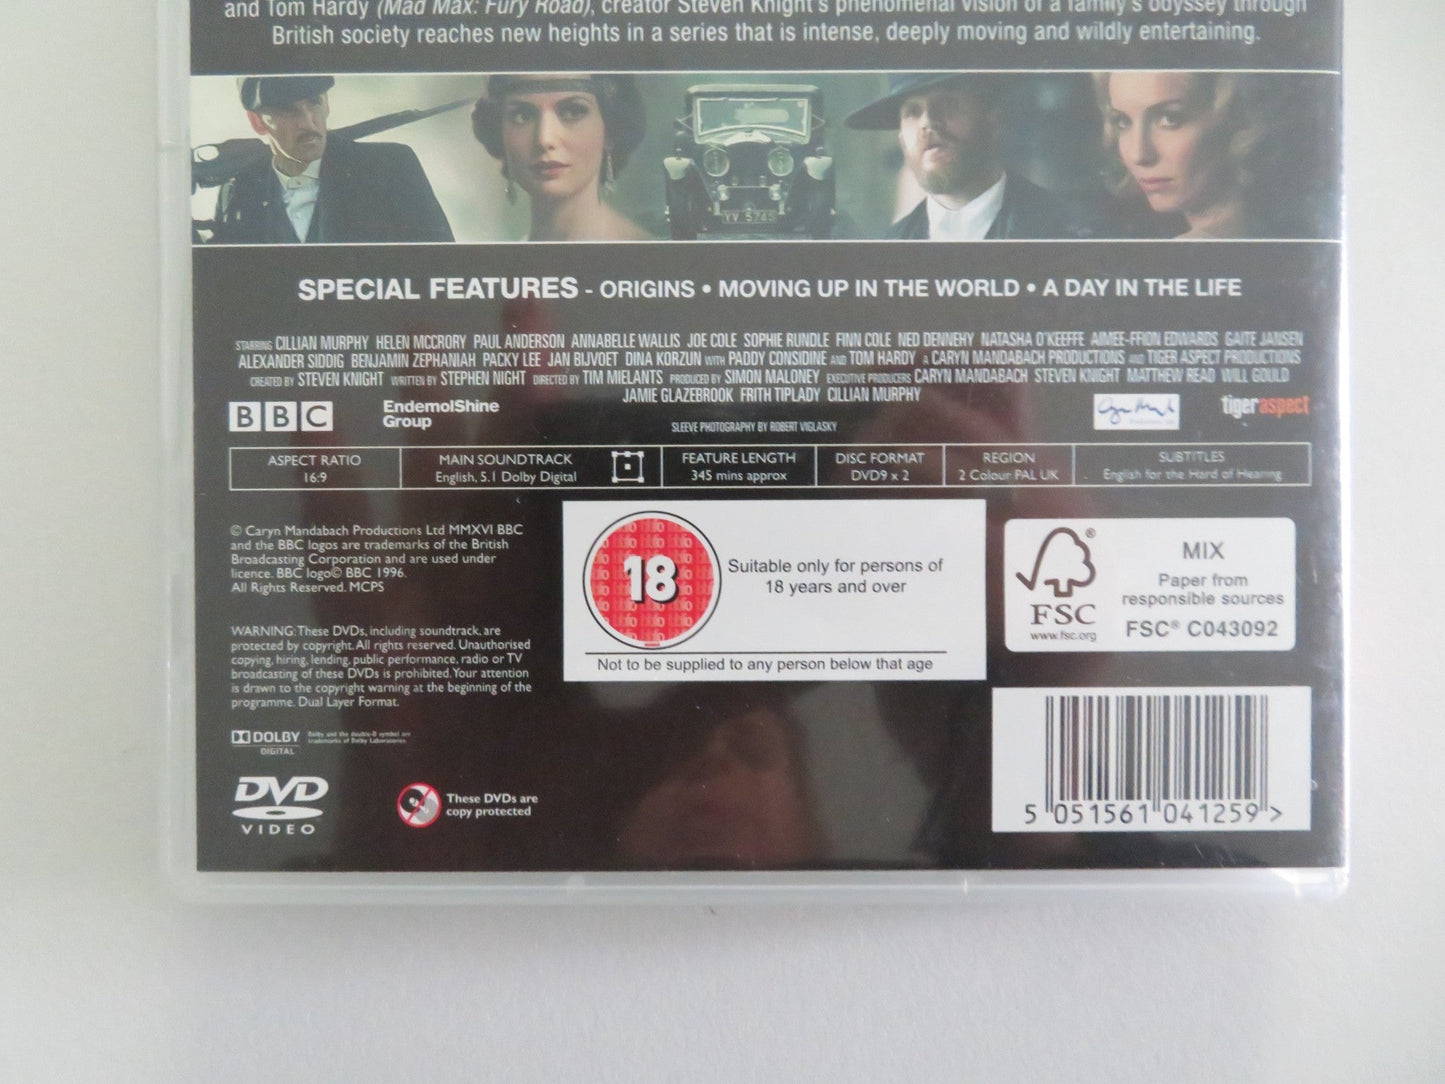 and Tom Hardy (Mad Max: Fury Road), creator Steven Knight's phenomenal vision of a family's odyssey through
British society reaches new heights in a series that is intense, deeply moving and wildly entertaining.
YV 5745
SPECIAL FEATURES - ORIGINS • MOVING UP IN THE WORLD • A DAY IN THE LIFE
STARRING CILLIAN MURPHY HELEN MCCRORY PAUL ANDERSON ANNABELLE WALLIS JOE COLE SOPHIE RUNDLE FINN COLE NED DENNEHY NATASHA O'KEEFFE AIMEE-FFION EDWARDS GAITE JANSEN
ALEXANDER SIDDIG BENJAMIN ZEPHANIAH PACKY LEE JAN BIJVOET DINA KORZUN WITH PADDY CONSIDINE AND TOM HARDY A CARYN MANDABACH PRODUCTIONS AND TIGER ASPECT PRODUCTIONS
CREATED BY STEVEN KNIGHT WRITTEN BY STEPHEN NIGHT DIRECTED BY TIM MIELANTS PRODUCED BY SIMON MALONEY EXECUTIVE PRODUCERS CARYN MANDABACH STEVEN KNIGHT MATTHEW READ WILL GOULD
JAMIE GLAZEBROOK FRITH TIPLADY CILLIAN MURPHY
BBC
EndemolShine
Group
tigeraspect
SLEEVE PHOTOGRAPHY BY ROBERT VIGLASKY
ASPECT RATIO
16:9
MAIN SOUNDTRACK
English, 5.1 Dolby Digital
FEATURE LENGTH
345 mins approx
DISC FORMAT
DVD9 x 2
REGION
2 Colour PAL UK
SUBTITLES
English for the Hard of Hearing
© Caryn Mandabach Productions Ltd MMXVI BBC
and the BBC logos are trademarks of the British
Broadcasting Corporation and are used under
licence. BBC logo© BBC 1996.
All Rights Reserved. MCPS
WARNING: These DVDs, including soundtrack, are
protected by copyright. All rights reserved. Unauthorised
copying, hiring, lending, public performance, radio or TV
broadcasting of these DVDs is prohibited. Your attention
is drawn to the copyright warning at the beginning of the
programme. Dual Layer Format.
DOLBY
DIGITAL
Dolby and the double-D symbol are
trademarks of Dolby Laboratories
DVD
VIDEO
These DVDs are
copy protected
18
Suitable only for persons of
18 years and over
Not to be supplied to any person below that age
FSC
www.fsc.org
MIX
Paper from
responsible sources
FSC® C043092
5 051561 041259 >